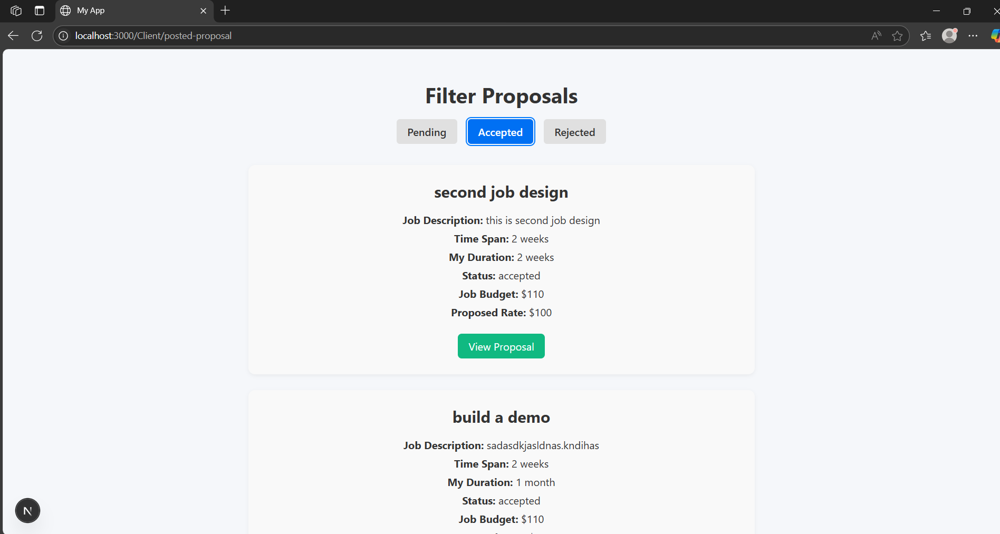 My App
localhost:3000/Client/posted-proposal
Filter Proposals
Pending
Accepted
Rejected
second job design
Job Description: this is second job design
Time Span: 2 weeks
My Duration: 2 weeks
Status: accepted
Job Budget: $110
Proposed Rate: $100
View Proposal
build a demo
Job Description: sadasdkjasldnas.kndihas
Time Span: 2 weeks
My Duration: 1 month
Status: accepted
Job Budget: $110
N